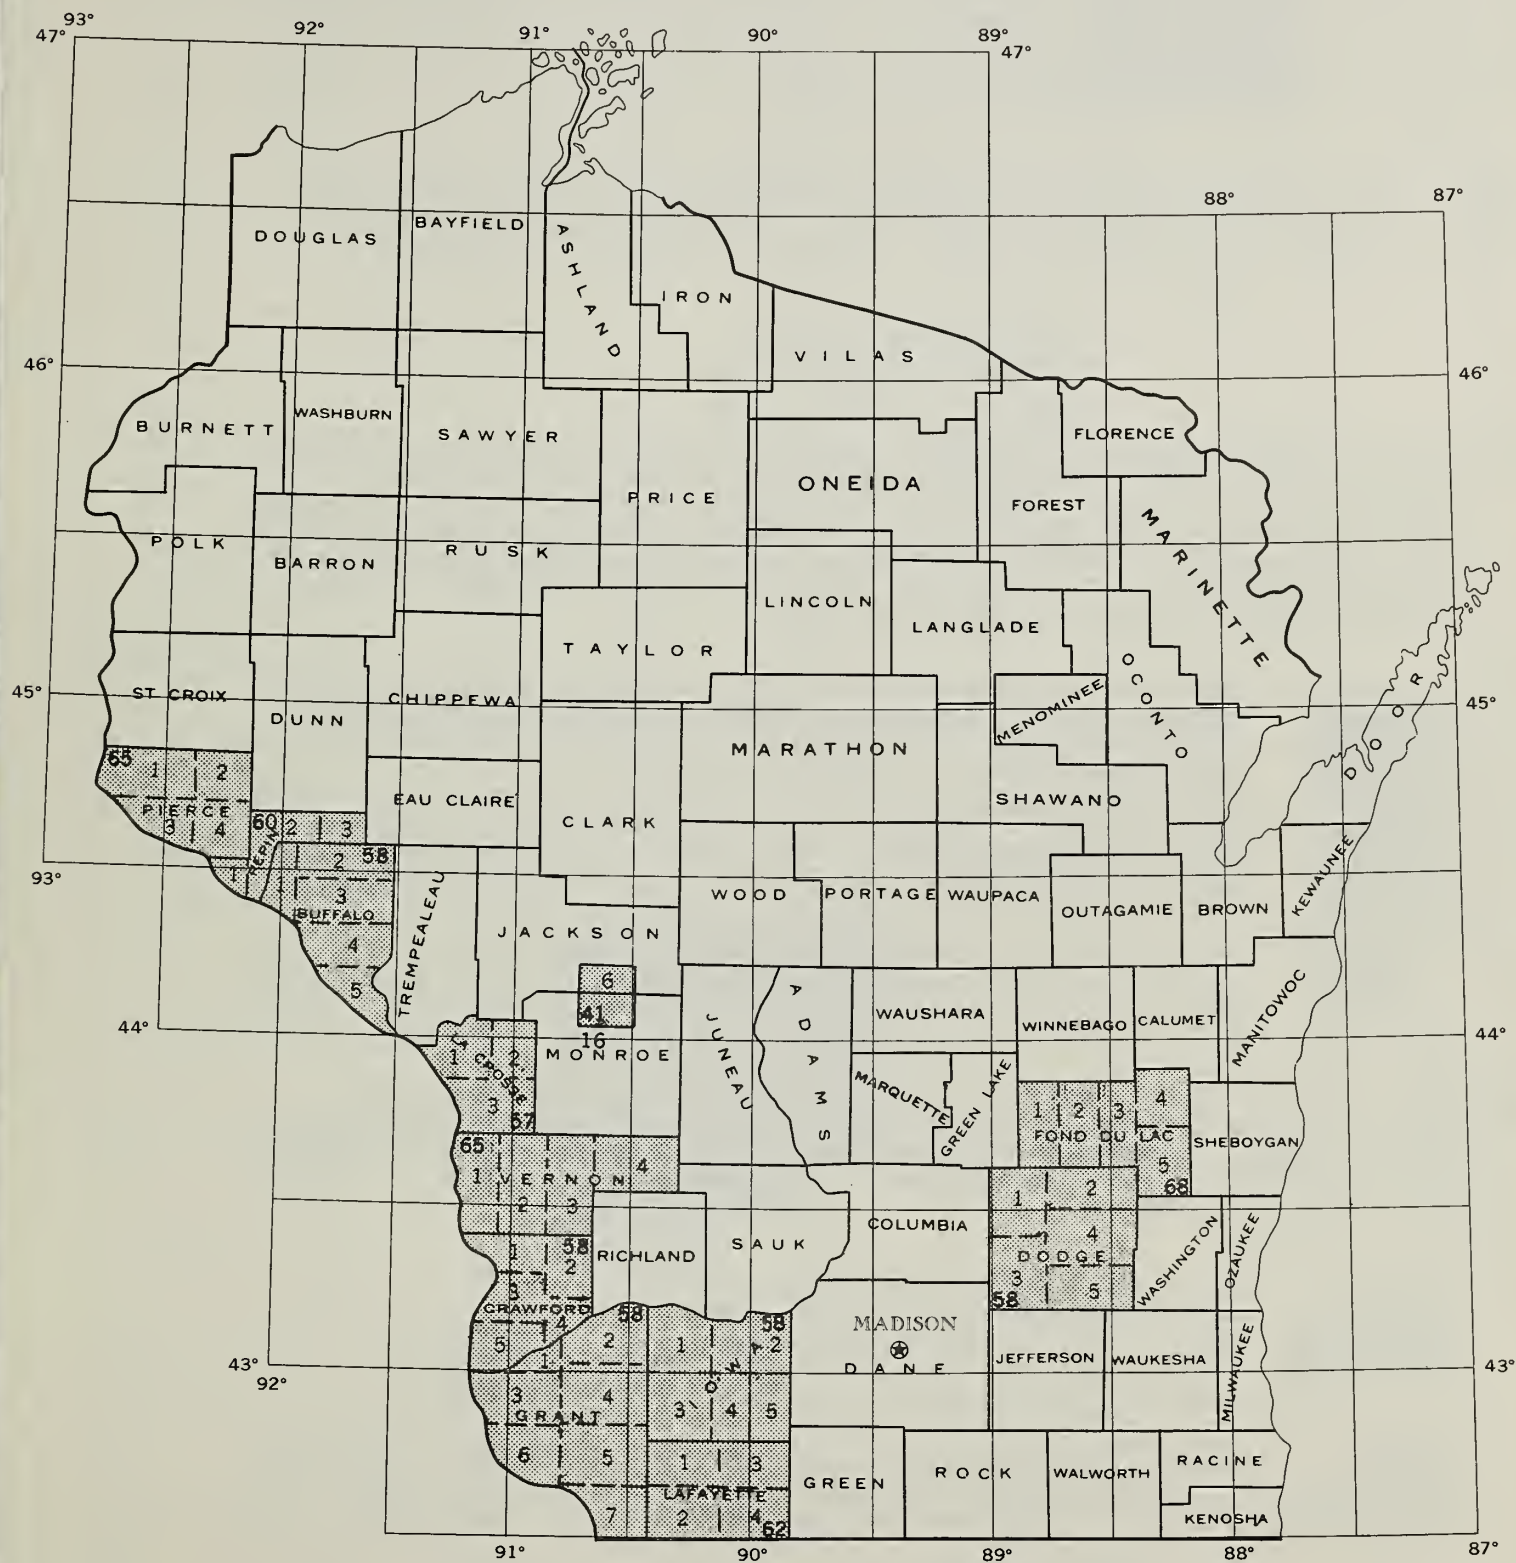 93° 92° 91° 90° 89°
47° 47°
88° 87°
DOUGLAS
BAYFIELD
ASHLAND
IRON
VILAS
46° 46°
BURNETT
WASHBURN
SAWYER
FLORENCE
PRICE
ONEIDA
FOREST
MARINETTE
POLK
BARRON
RUSK
LINCOLN
LANGLADE
TAYLOR
OCONTO
DOOR
45° 45°
ST CROIX
DUNN
CHIPPEWA
MENOMINEE
MARATHON
65
1 2
PIERCE
3 4
EAU CLAIRE
CLARK
SHAWANO
60 2 3
PEPIN
1
93°
58
2
1
3
BUFFALO
4
5
TREMPEALEAU
WOOD
PORTAGE
WAUPACA
OUTAGAMIE
BROWN
KEWAUNEE
JACKSON
6
41
16
44° 44°
MONROE
JUNEAU
ADAMS
WAUSHARA
WINNEBAGO
CALUMET
MANITOWOC
1 2
CROSSE
3
57
MARQUETTE
GREEN LAKE
1 2 3 4
FOND DU LAC
5
68
SHEBOYGAN
65
1
VERNON
4
2 3
RICHLAND
SAUK
COLUMBIA
1 2
4
DODGE
3
5
58
WASHINGTON
OZAUKEE
1 58
2
3
CRAWFORD
4
5
58
1 2
3 4
GRANT
6 5
7
43° 43°
92°
58
1 2
3 4 5
MADISON
DANE
JEFFERSON
WAUKESHA
MILWAUKEE
1 3
LAFAYETTE
2 4
62
GREEN
ROCK
WALWORTH
RACINE
KENOSHA
91° 90° 89° 88° 87°